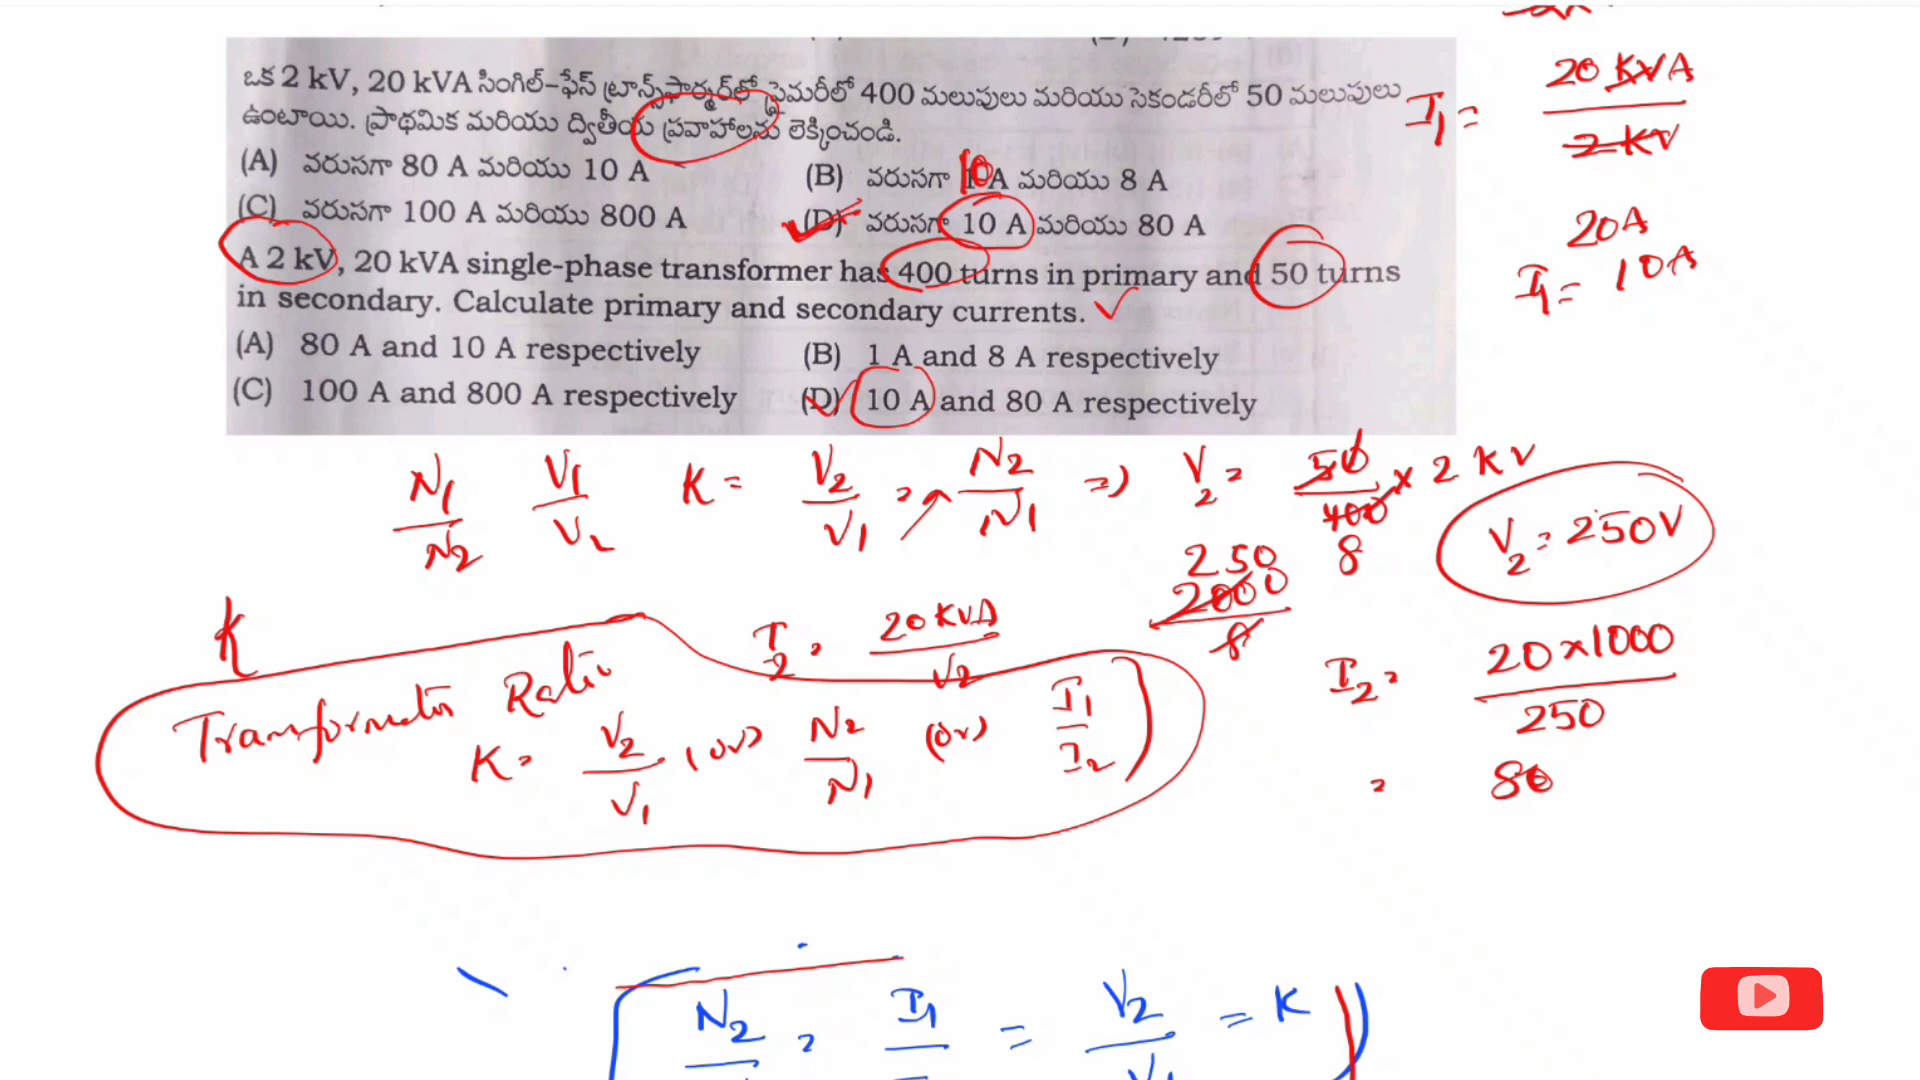 ఒక 2 kV, 20 kVA సింగిల్-ఫేస్ ట్రాన్స్‌ఫార్మర్‌లో ప్రైమరీలో 400 మలుపులు మరియు సెకండరీలో 50 మలుపులు
ఉంటాయి. ప్రాథమిక మరియు ద్వితీయ ప్రవాహాలను లెక్కించండి.
(A) వరుసగా 80 A మరియు 10 A
(B) వరుసగా 10 A మరియు 8 A
(C) వరుసగా 100 A మరియు 800 A
(D) వరుసగా 10 A మరియు 80 A
A 2 kV, 20 kVA single-phase transformer has 400 turns in primary and 50 turns
in secondary. Calculate primary and secondary currents.
(A) 80 A and 10 A respectively
(B) 1 A and 8 A respectively
(C) 100 A and 800 A respectively
(D) 10 A and 80 A respectively
I1 = 20 KVA / 2 KV
20A
I1 = 10A
N1/N2 V1/V2 K = V2/V1 = N2/N1 => V2 = 50/400 × 2 KV
8
250
2000/8
V2 = 250V
K
I2 = 20 KVA / V2
I2 = 20×1000 / 250
= 80
Ratio
K = V2/V1 (or) N2/N1 (or) I1/I2
N2 = I1 = V2 = K